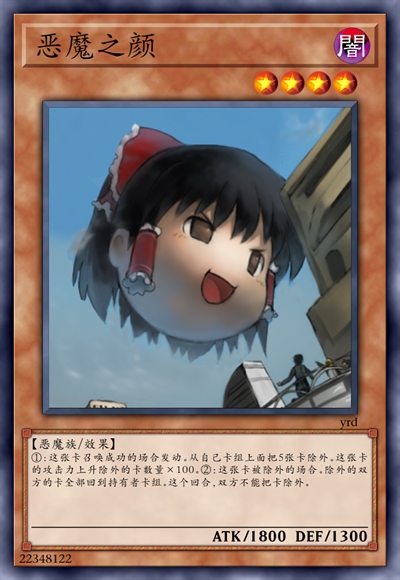 恶魔之颜
闇
yrd
【恶魔族/效果】
①:这张卡召唤成功的场合发动。从自己卡组上面把5张卡除外。这张卡
的攻击力上升除外的卡数量×100。②:这张卡被除外的场合。除外的双
方的卡全部回到持有者卡组。这个回合,双方不能把卡除外。
ATK/1800 DEF/1300
22348122